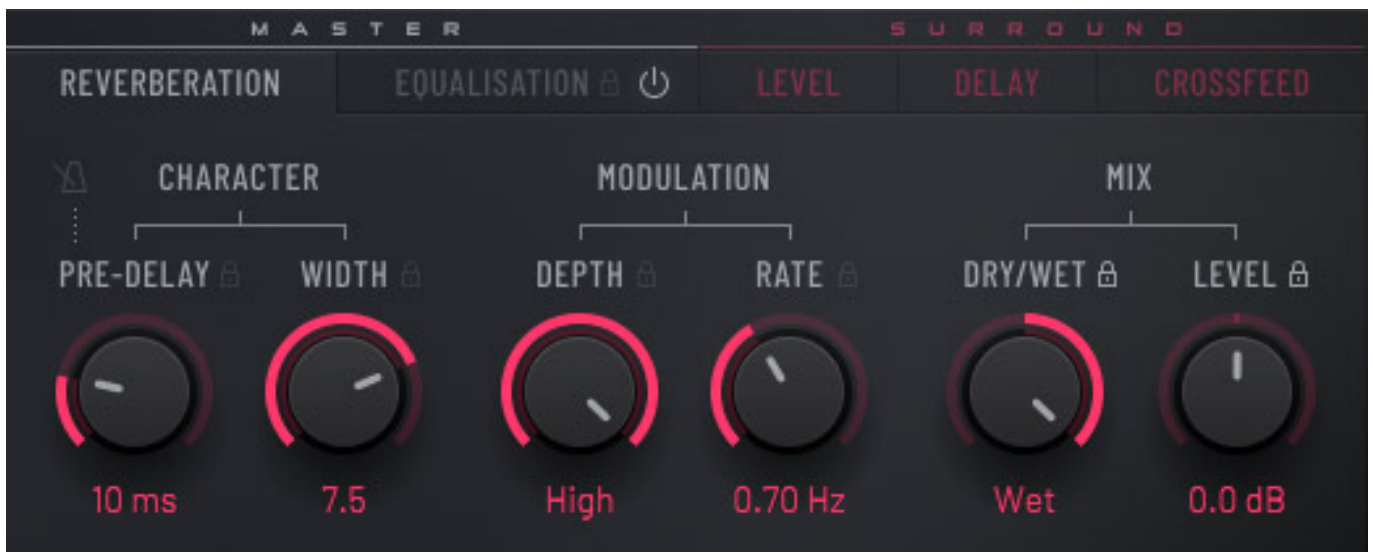 MASTER SURROUND
REVERBERATION EQUALISATION LEVEL DELAY CROSSFEED
CHARACTER MODULATION MIX
PRE-DELAY WIDTH DEPTH RATE DRY/WET LEVEL
10 ms 7.5 High 0.70 Hz Wet 0.0 dB